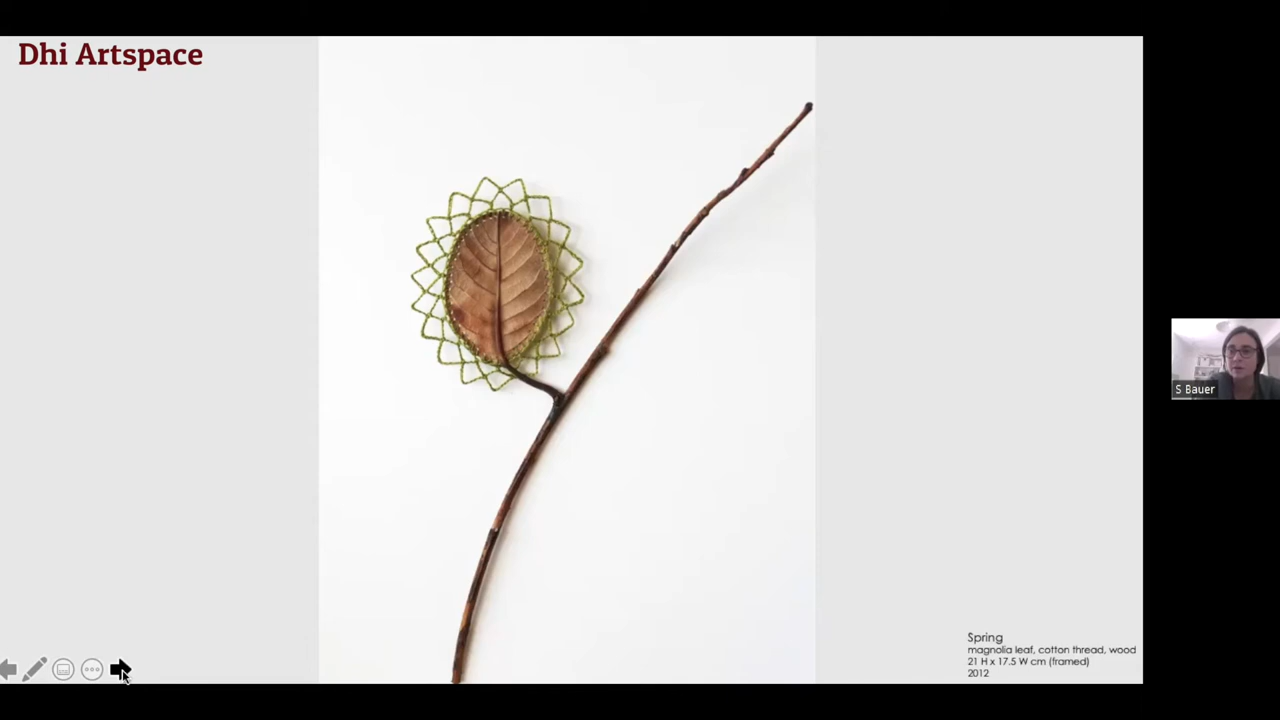 Dhi Artspace
S Bauer
Spring
magnolia leaf, cotton thread, wood
21 H x 17.5 W cm (framed)
2012